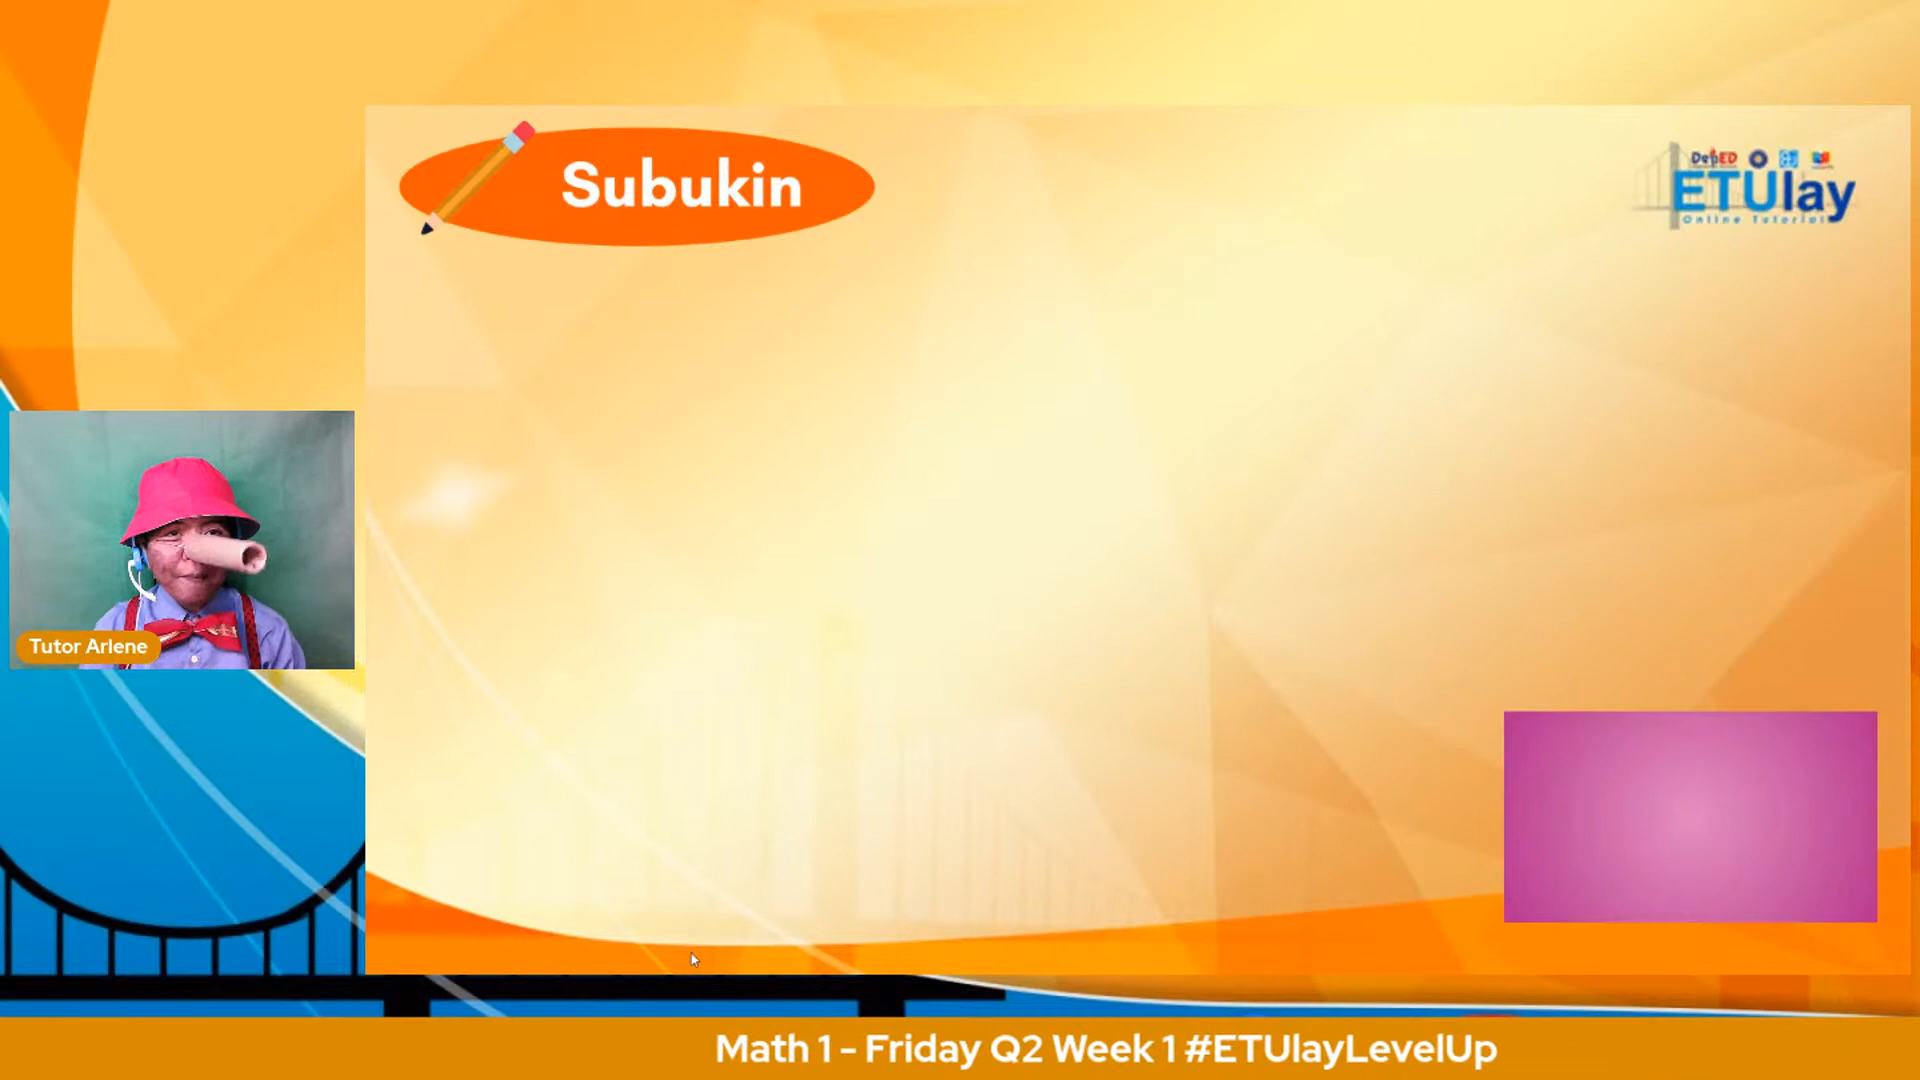 Subukin
DepED
ETUlay
Online Tutorial
Tutor Arlene
Math 1 - Friday Q2 Week 1 #ETUlayLevelUp